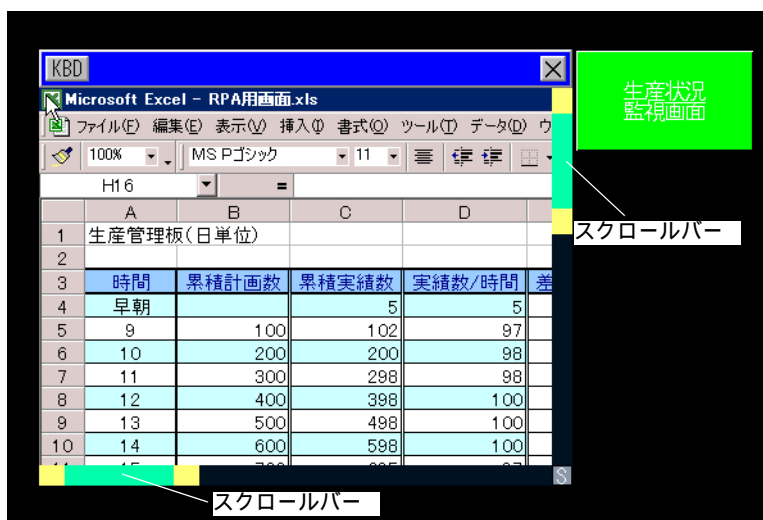 KBD
Microsoft Excel - RPA用画面.xls
ファイル(F) 編集(E) 表示(V) 挿入(I) 書式(O) ツール(T) データ(D) ウ
100% MS Pゴシック 11
H16 =
A B C D
1 生産管理板(日単位)
2
3 時間 累積計画数 累積実績数 実績数/時間 差
4 早朝 5 5
5 9 100 102 97
6 10 200 200 98
7 11 300 298 98
8 12 400 398 100
9 13 500 498 100
10 14 600 598 100
S
生産状況
監視画面
スクロールバー
スクロールバー